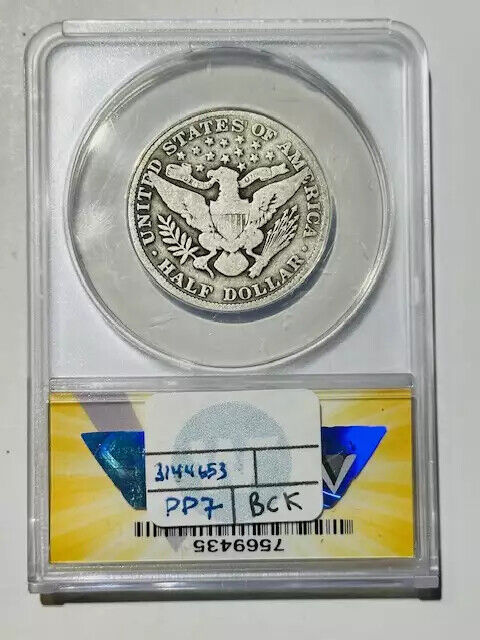 UNITED STATES OF AMERICA
HALF DOLLAR
3144653
PP7 BCK
7569435